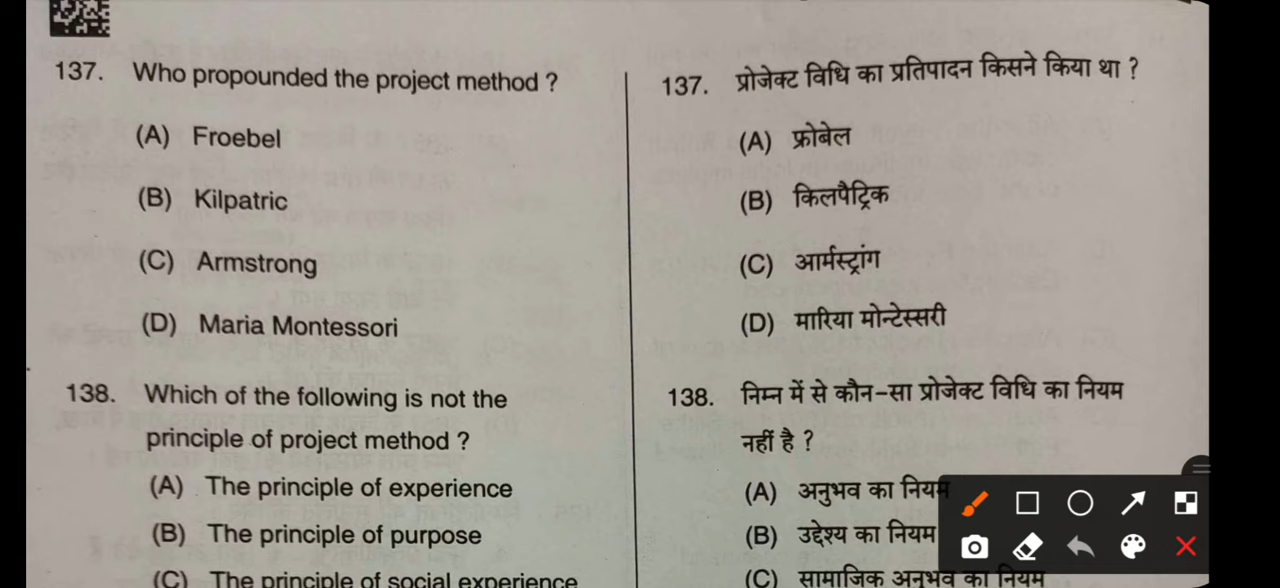 137. Who propounded the project method ?
(A) Froebel
(B) Kilpatric
(C) Armstrong
(D) Maria Montessori
138. Which of the following is not the
principle of project method ?
(A) The principle of experience
(B) The principle of purpose
(C) The principle of social experience
137. प्रोजेक्ट विधि का प्रतिपादन किसने किया था ?
(A) फ्रोबेल
(B) किलपैट्रिक
(C) आर्मस्ट्रांग
(D) मारिया मोन्टेस्सरी
138. निम्न में से कौन-सा प्रोजेक्ट विधि का नियम
नहीं है ?
(A) अनुभव का नियम
(B) उद्देश्य का नियम
(C) सामाजिक अनुभव का नियम